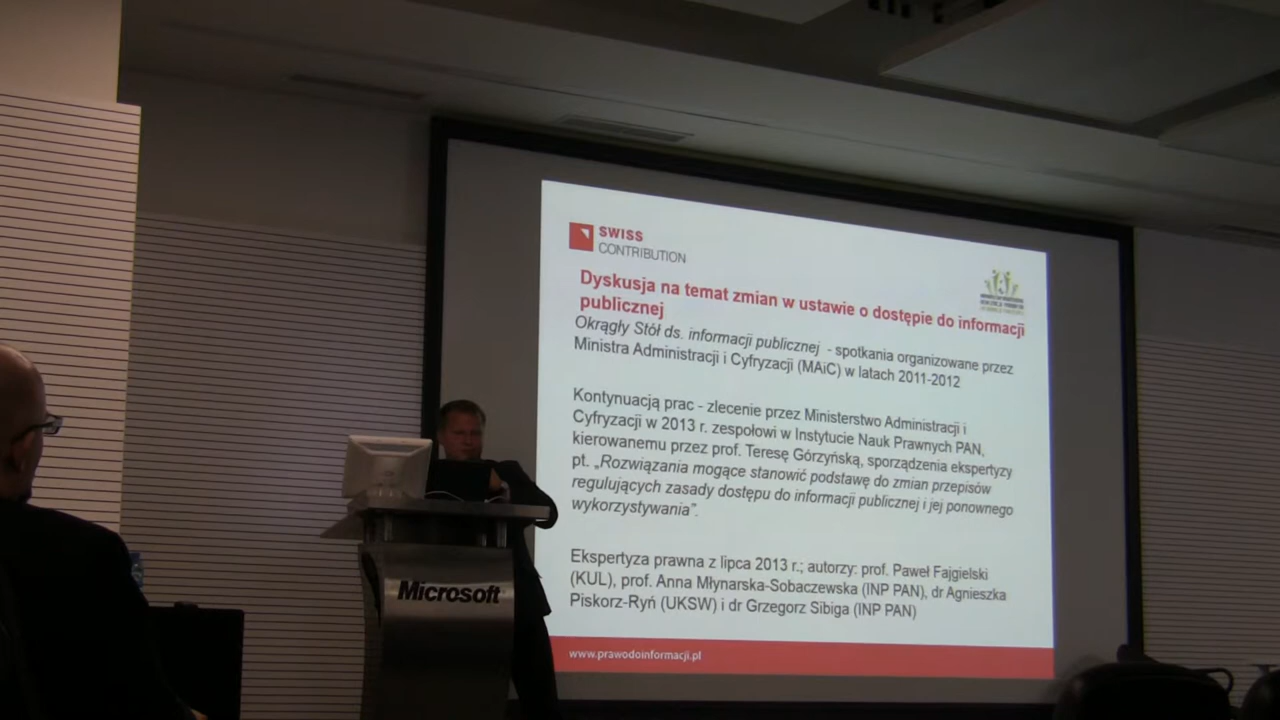 SWISS
CONTRIBUTION
Dyskusja na temat zmian w ustawie o dostępie do informacji
publicznej
Okrągły Stół ds. informacji publicznej - spotkania organizowane przez
Ministra Administracji i Cyfryzacji (MAiC) w latach 2011-2012
Kontynuacją prac - zlecenie przez Ministerstwo Administracji i
Cyfryzacji w 2013 r. zespołowi w Instytucie Nauk Prawnych PAN,
kierowanemu przez prof. Teresę Górzyńską, sporządzenia ekspertyzy
pt. „Rozwiązania mogące stanowić podstawę do zmian przepisów
regulujących zasady dostępu do informacji publicznej i jej ponownego
wykorzystywania”.
Ekspertyza prawna z lipca 2013 r.; autorzy: prof. Paweł Fajgielski
(KUL), prof. Anna Młynarska-Sobaczewska (INP PAN), dr Agnieszka
Piskorz-Ryń (UKSW) i dr Grzegorz Sibiga (INP PAN)
www.prawodoinformacji.pl
Microsoft